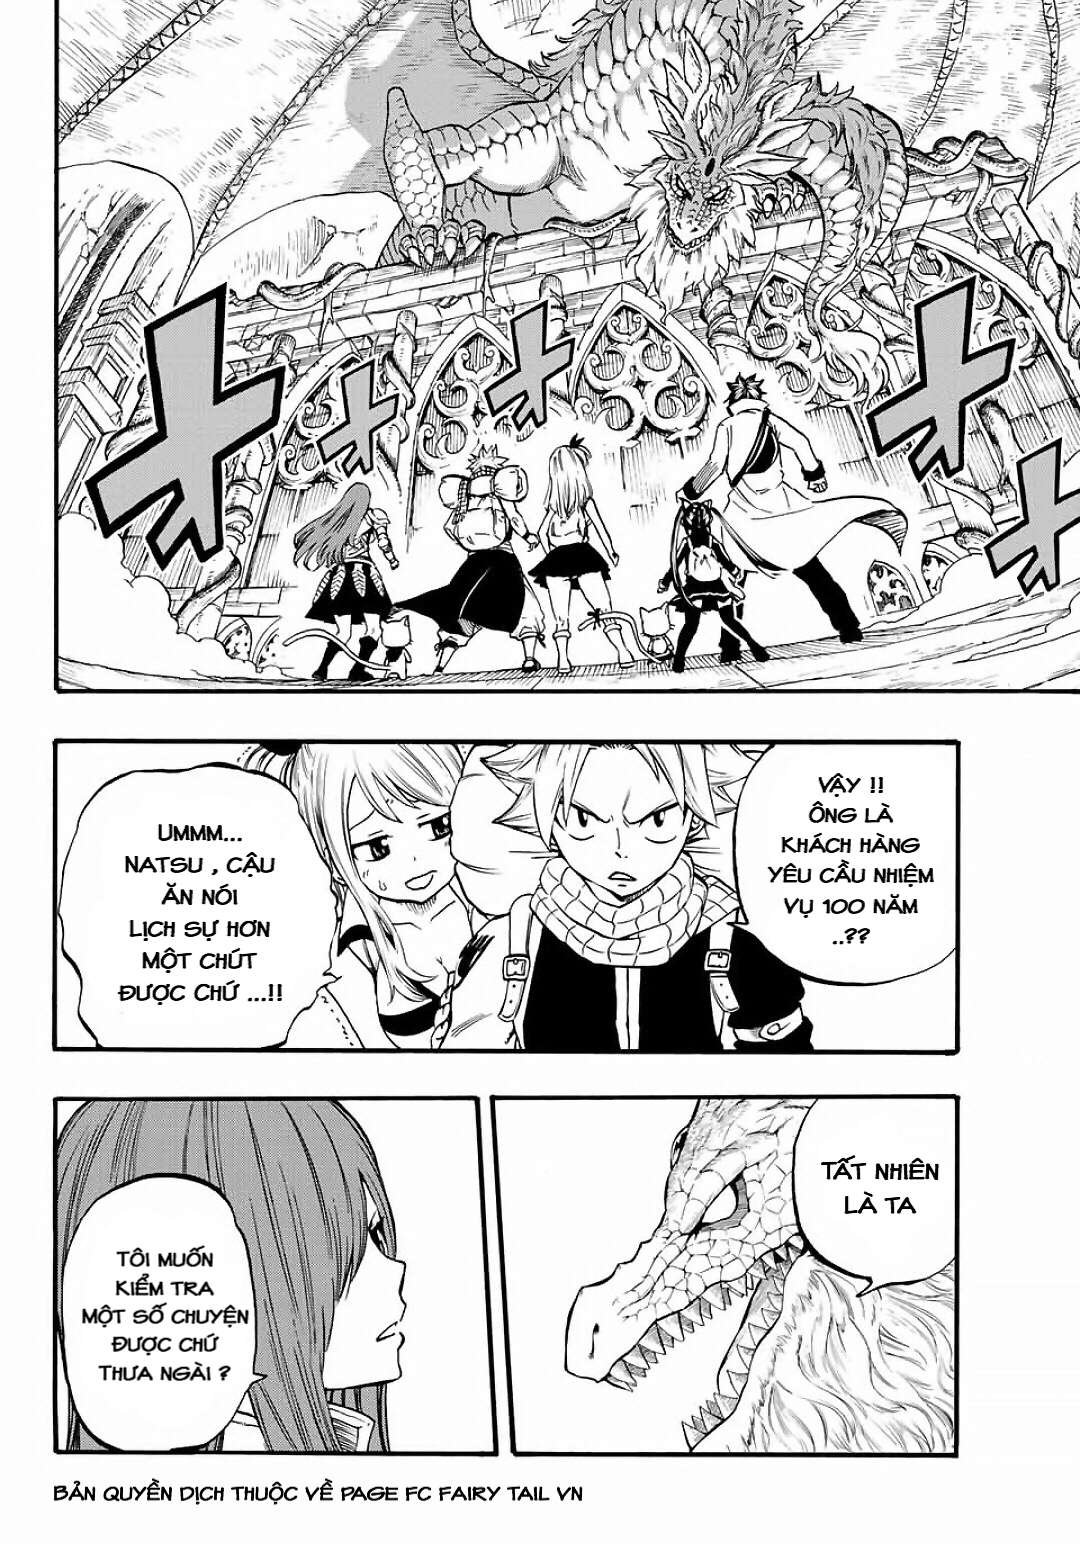 VẬY !!
ÔNG LÀ
KHÁCH HÀNG
YÊU CẦU NHIỆM
VỤ 100 NĂM
..??
UMMM...
NATSU , CẬU
ĂN NÓI
LỊCH SỰ HƠN
MỘT CHÚT
ĐƯỢC CHỨ ...!!
TẤT NHIÊN
LÀ TA
TÔI MUỐN
KIỂM TRA
MỘT SỐ CHUYỆN
ĐƯỢC CHỨ
THƯA NGÀI ?
BẢN QUYỀN DỊCH THUỘC VỀ PAGE FC FAIRY TAIL VN